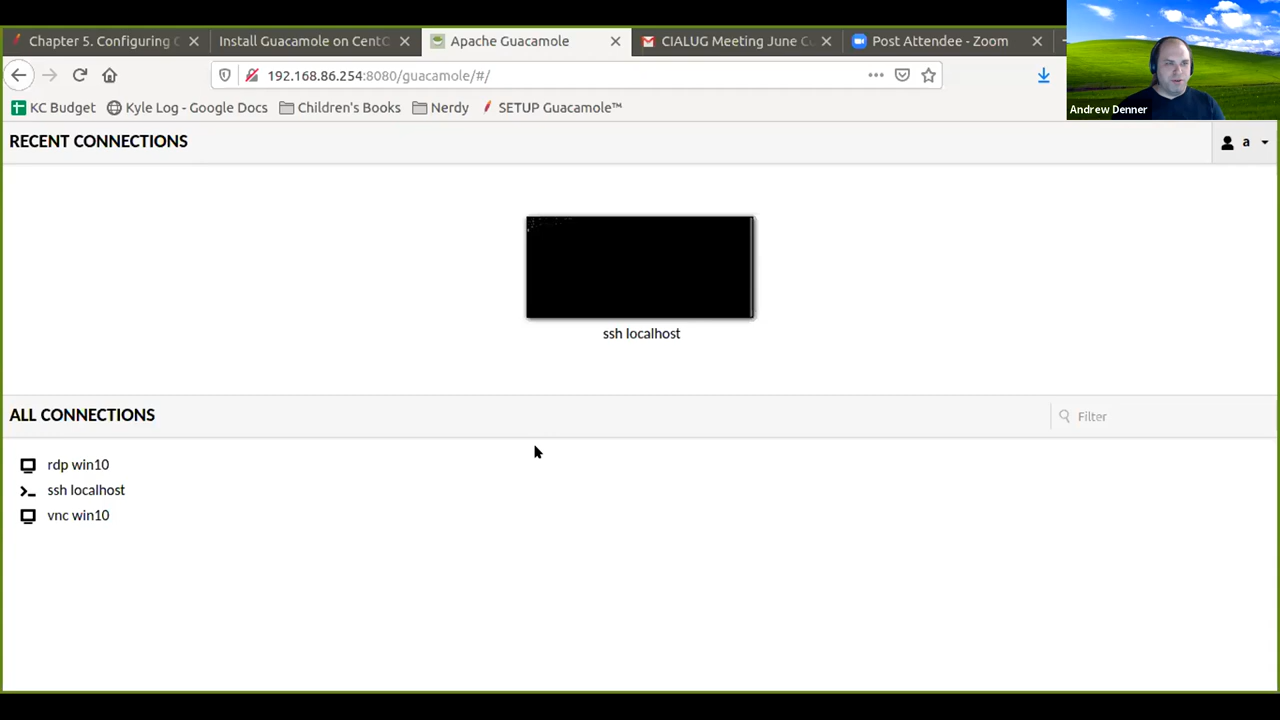 Chapter 5. Configuring G
Install Guacamole on CentO
Apache Guacamole
CIALUG Meeting June Cu
Post Attendee - Zoom
192.168.86.254:8080/guacamole/#/
KC Budget
Kyle Log - Google Docs
Children's Books
Nerdy
SETUP Guacamole™
Andrew Denner
RECENT CONNECTIONS
a
ssh localhost
ALL CONNECTIONS
Filter
rdp win10
ssh localhost
vnc win10